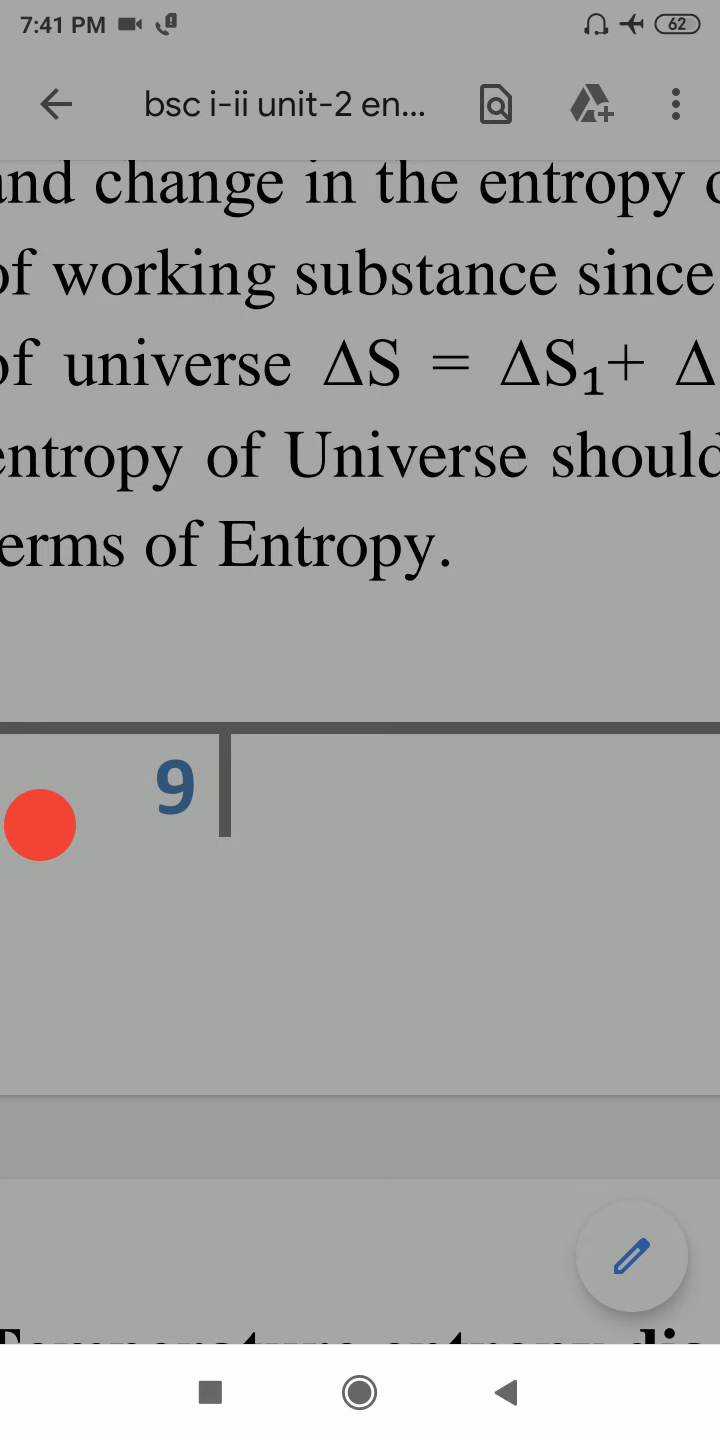 7:41 PM 62
bsc i-ii unit-2 en...
and change in the entropy
of working substance since
of universe ΔS = ΔS₁+ Δ
entropy of Universe should
erms of Entropy.
9